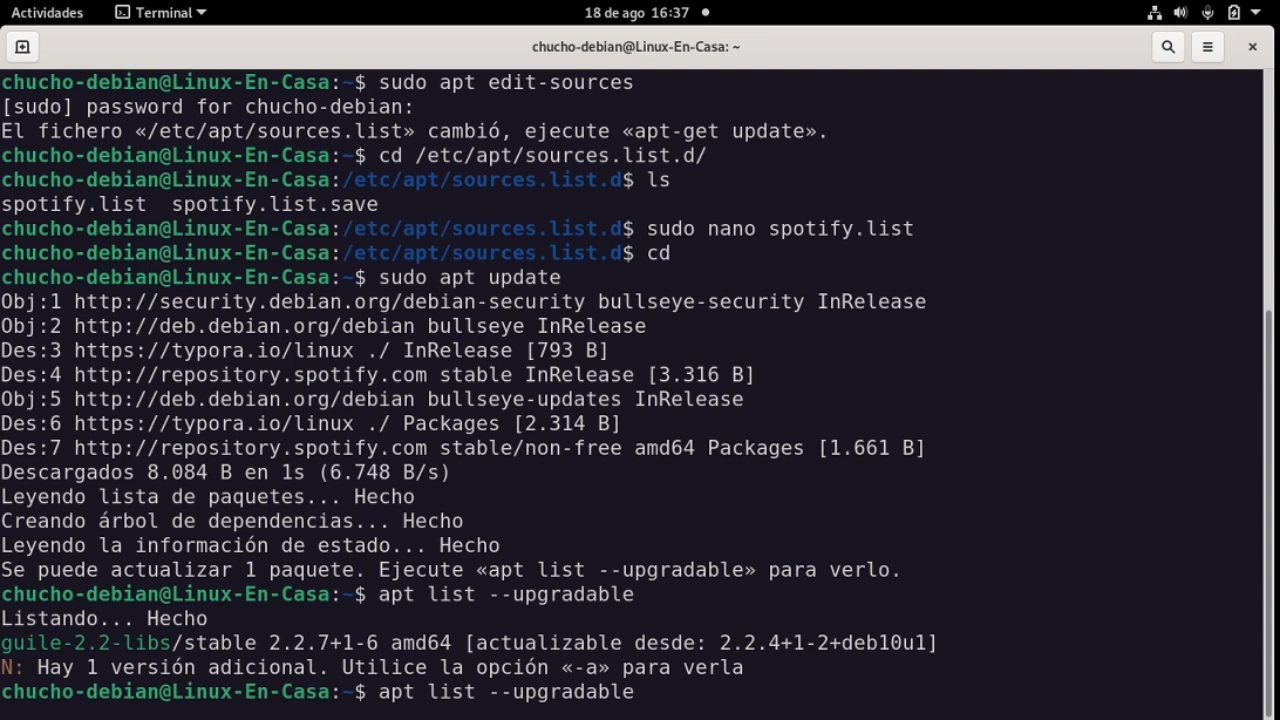 Actividades Terminal 18 de ago 16:37
chucho-debian@Linux-En-Casa: ~
chucho-debian@Linux-En-Casa:~$ sudo apt edit-sources
[sudo] password for chucho-debian:
El fichero «/etc/apt/sources.list» cambió, ejecute «apt-get update».
chucho-debian@Linux-En-Casa:~$ cd /etc/apt/sources.list.d/
chucho-debian@Linux-En-Casa:/etc/apt/sources.list.d$ ls
spotify.list  spotify.list.save
chucho-debian@Linux-En-Casa:/etc/apt/sources.list.d$ sudo nano spotify.list
chucho-debian@Linux-En-Casa:/etc/apt/sources.list.d$ cd
chucho-debian@Linux-En-Casa:~$ sudo apt update
Obj:1 http://security.debian.org/debian-security bullseye-security InRelease
Obj:2 http://deb.debian.org/debian bullseye InRelease
Des:3 https://typora.io/linux ./ InRelease [793 B]
Des:4 http://repository.spotify.com stable InRelease [3.316 B]
Obj:5 http://deb.debian.org/debian bullseye-updates InRelease
Des:6 https://typora.io/linux ./ Packages [2.314 B]
Des:7 http://repository.spotify.com stable/non-free amd64 Packages [1.661 B]
Descargados 8.084 B en 1s (6.748 B/s)
Leyendo lista de paquetes... Hecho
Creando árbol de dependencias... Hecho
Leyendo la información de estado... Hecho
Se puede actualizar 1 paquete. Ejecute «apt list --upgradable» para verlo.
chucho-debian@Linux-En-Casa:~$ apt list --upgradable
Listando... Hecho
guile-2.2-libs/stable 2.2.7+1-6 amd64 [actualizable desde: 2.2.4+1-2+deb10u1]
N: Hay 1 versión adicional. Utilice la opción «-a» para verla
chucho-debian@Linux-En-Casa:~$ apt list --upgradable